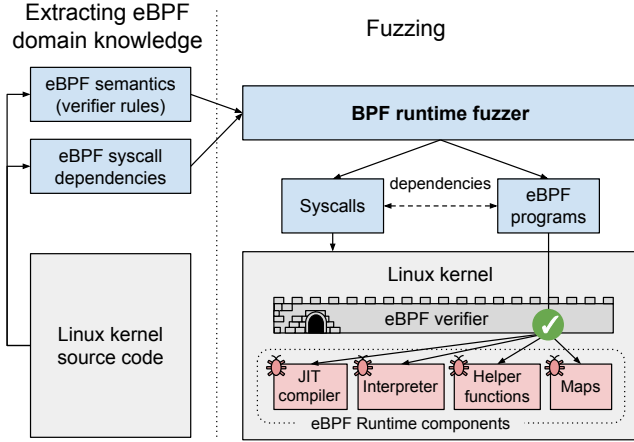 Extracting eBPF
domain knowledge
Fuzzing
eBPF semantics
(verifier rules)
BPF runtime fuzzer
eBPF syscall
dependencies
Syscalls
dependencies
eBPF
programs
Linux kernel
source code
Linux kernel
eBPF verifier
JIT
compiler
Interpreter
Helper
functions
Maps
eBPF Runtime components